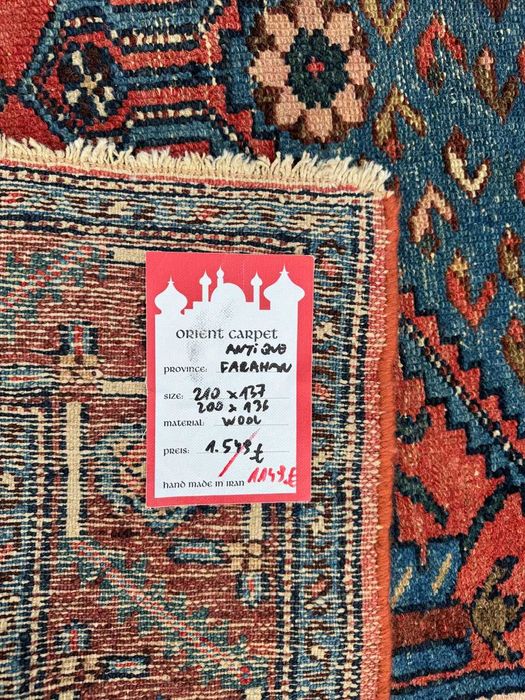 ORIENT CARPET
ANTiQUE
PROVINCE: FARAHAN
SIZE: 210 x 137
200 x 136
MATERIAL: WOOL
PREIS: 1.549 £
HAND MADE IN IRAN 1149 £